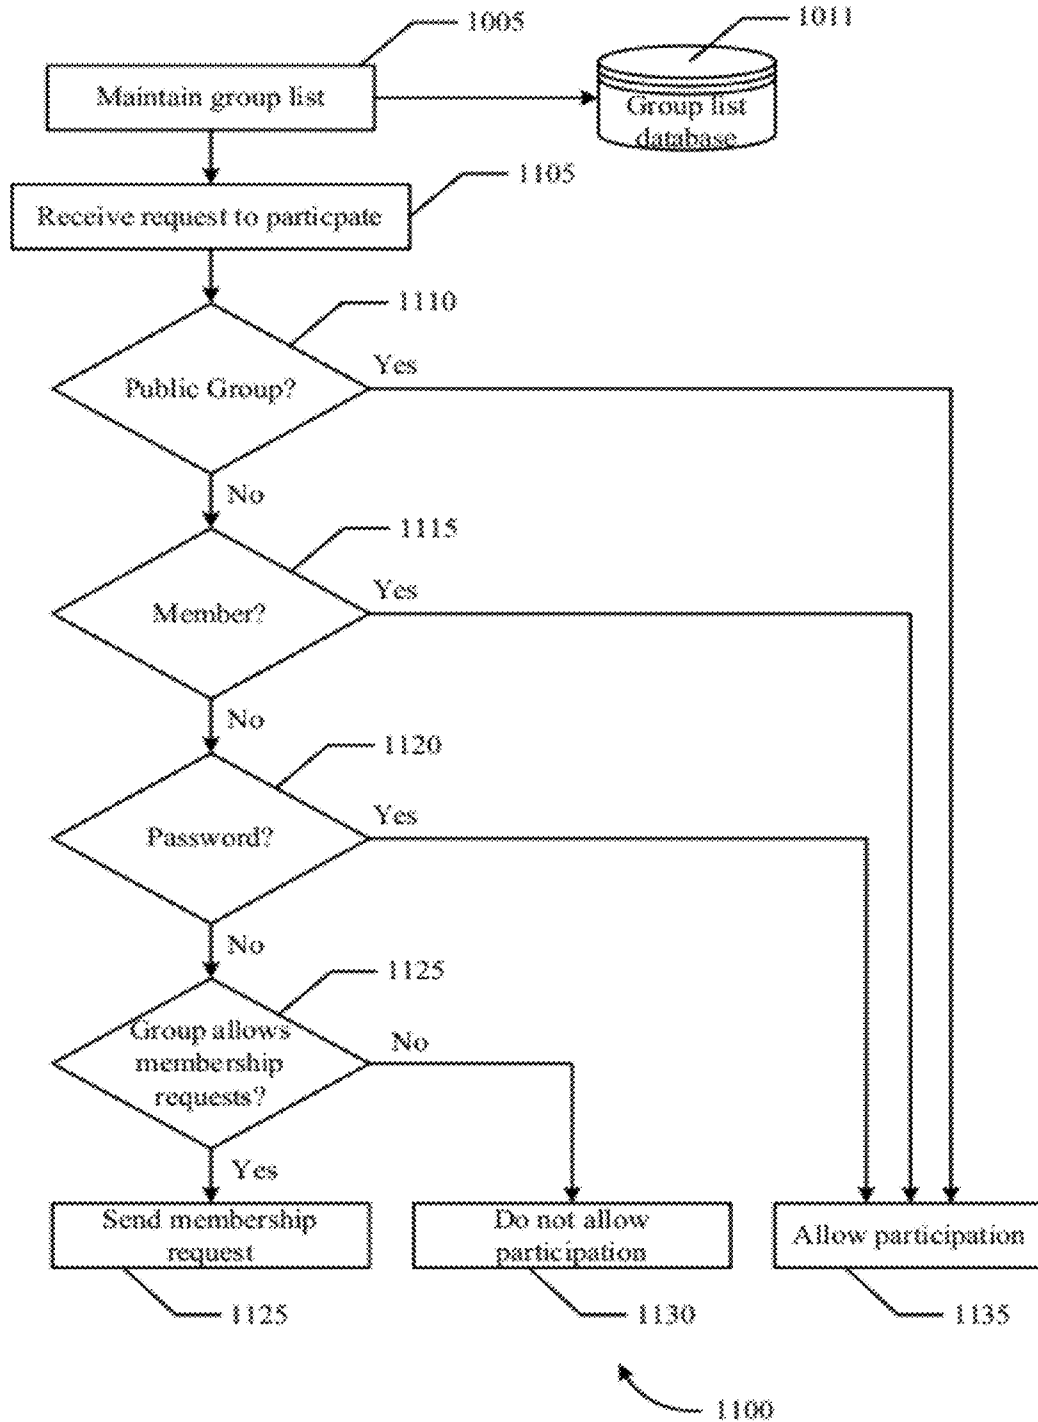 1005
1011
Maintain group list
Group list
database
1105
Receive request to particpate
1110
Yes
Public Group?
No
1115
Yes
Member?
No
1120
Yes
Password?
No
1125
No
Group allows
membership
requests?
Yes
Send membership
request
Do not allow
participation
Allow participation
1125
1130
1135
1100